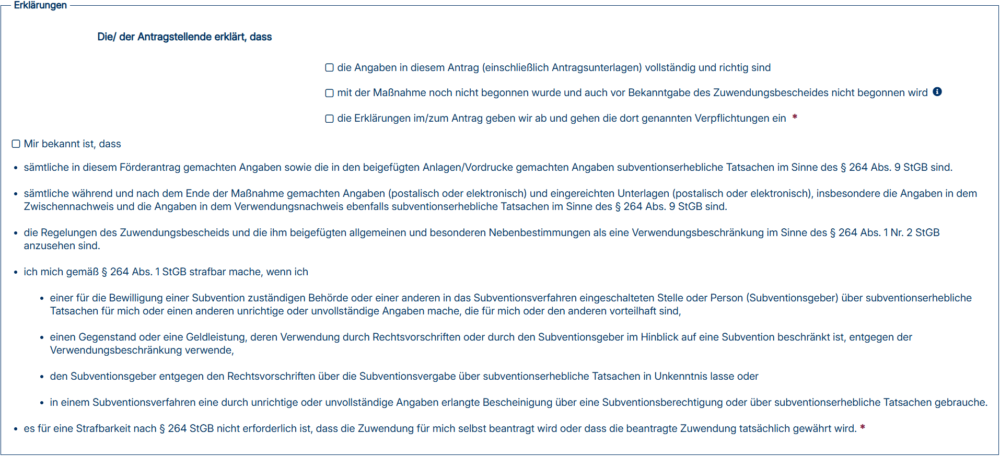 Erklärungen
Die/ der Antragstellende erklärt, dass
die Angaben in diesem Antrag (einschließlich Antragsunterlagen) vollständig und richtig sind
mit der Maßnahme noch nicht begonnen wurde und auch vor Bekanntgabe des Zuwendungsbescheides nicht begonnen wird
die Erklärungen im/zum Antrag geben wir ab und gehen die dort genannten Verpflichtungen ein *
Mir bekannt ist, dass
• sämtliche in diesem Förderantrag gemachten Angaben sowie die in den beigefügten Anlagen/Vordrucke gemachten Angaben subventionserhebliche Tatsachen im Sinne des § 264 Abs. 9 StGB sind.
• sämtliche während und nach dem Ende der Maßnahme gemachten Angaben (postalisch oder elektronisch) und eingereichten Unterlagen (postalisch oder elektronisch), insbesondere die Angaben in dem
Zwischennachweis und die Angaben in dem Verwendungsnachweis ebenfalls subventionserhebliche Tatsachen im Sinne des § 264 Abs. 9 StGB sind.
• die Regelungen des Zuwendungsbescheids und die ihm beigefügten allgemeinen und besonderen Nebenbestimmungen als eine Verwendungsbeschränkung im Sinne des § 264 Abs. 1 Nr. 2 StGB
anzusehen sind.
• ich mich gemäß § 264 Abs. 1 StGB strafbar mache, wenn ich
• einer für die Bewilligung einer Subvention zuständigen Behörde oder einer anderen in das Subventionsverfahren eingeschalteten Stelle oder Person (Subventionsgeber) über subventionserhebliche
Tatsachen für mich oder einen anderen unrichtige oder unvollständige Angaben mache, die für mich oder den anderen vorteilhaft sind,
• einen Gegenstand oder eine Geldleistung, deren Verwendung durch Rechtsvorschriften oder durch den Subventionsgeber im Hinblick auf eine Subvention beschränkt ist, entgegen der
Verwendungsbeschränkung verwende,
• den Subventionsgeber entgegen den Rechtsvorschriften über die Subventionsvergabe über subventionserhebliche Tatsachen in Unkenntnis lasse oder
• in einem Subventionsverfahren eine durch unrichtige oder unvollständige Angaben erlangte Bescheinigung über eine Subventionsberechtigung oder über subventionserhebliche Tatsachen gebrauche.
• es für eine Strafbarkeit nach § 264 StGB nicht erforderlich ist, dass die Zuwendung für mich selbst beantragt wird oder dass die beantragte Zuwendung tatsächlich gewährt wird. *